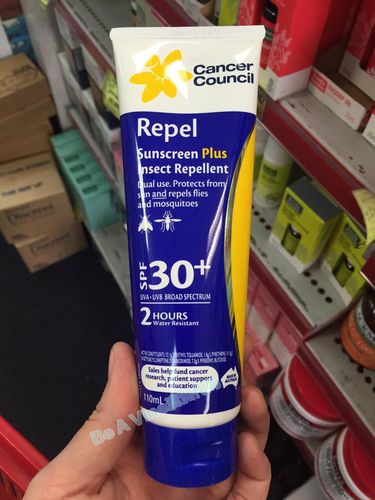 Cancer
Council
Repel
Sunscreen Plus
Insect Repellent
Dual use. Protects from
sun and repels flies
and mosquitoes
SPF 30+
UVA • UVB BROAD SPECTRUM
2 HOURS
Water Resistant
Sales help fund cancer
research, patient support
and education
110mL
Be A V